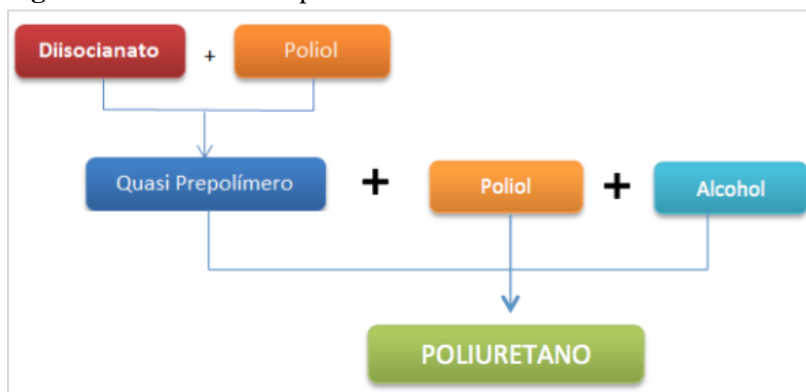 Diisocianato + Poliol
Quasi Prepolímero + Poliol + Alcohol
POLIURETANO